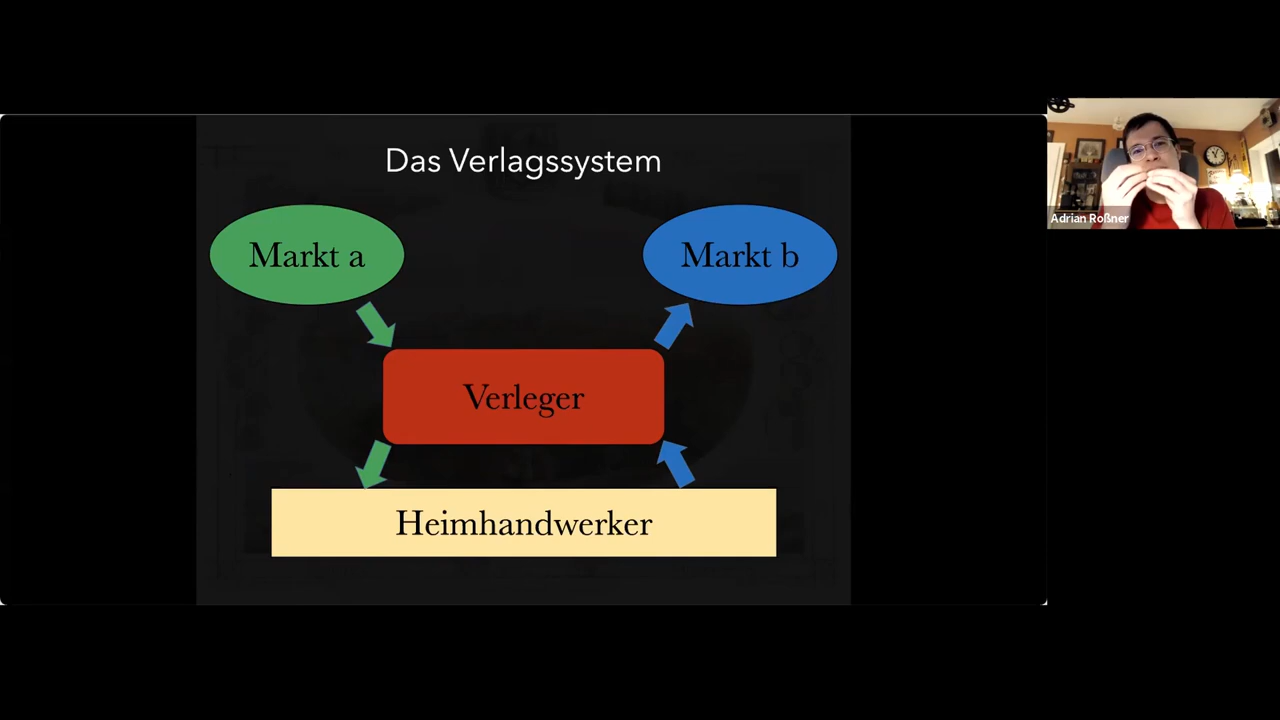 Das Verlagssystem
Markt a
Markt b
Verleger
Heimhandwerker
Adrian Roßner